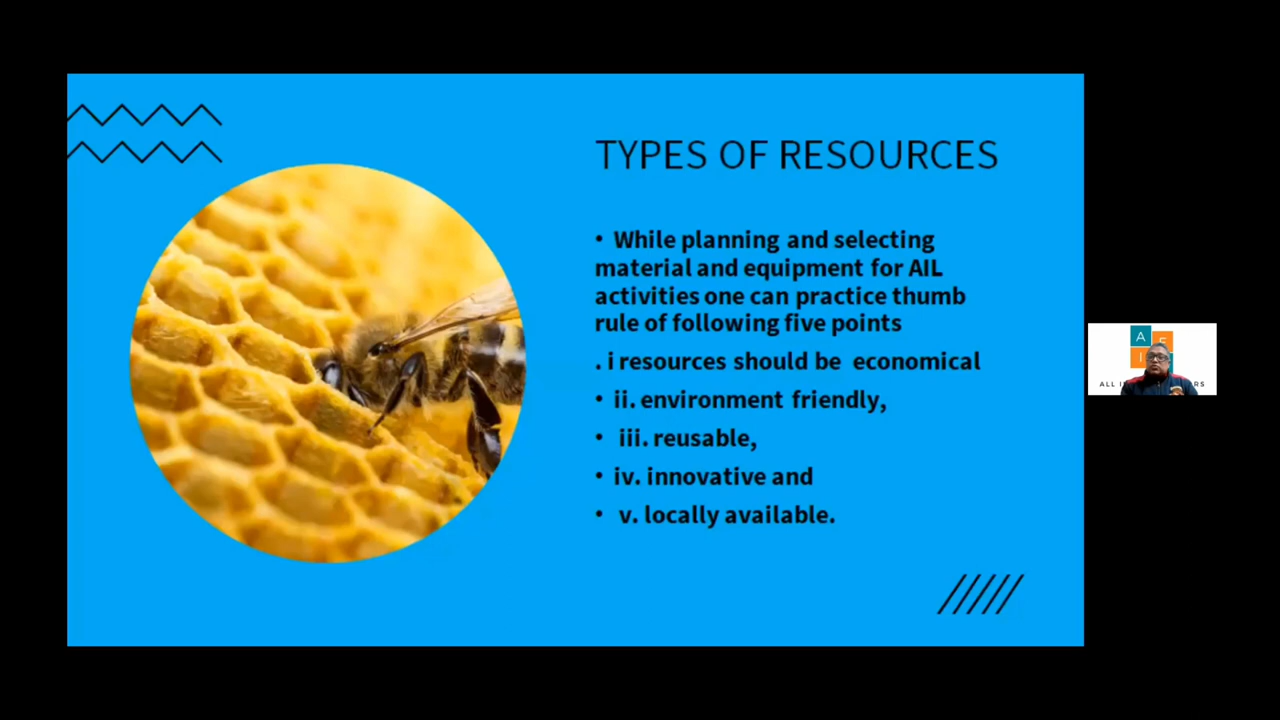 TYPES OF RESOURCES
• While planning and selecting
material and equipment for AIL
activities one can practice thumb
rule of following five points
. i resources should be economical
• ii. environment friendly,
• iii. reusable,
• iv. innovative and
• v. locally available.
A
I
ALL I
RS